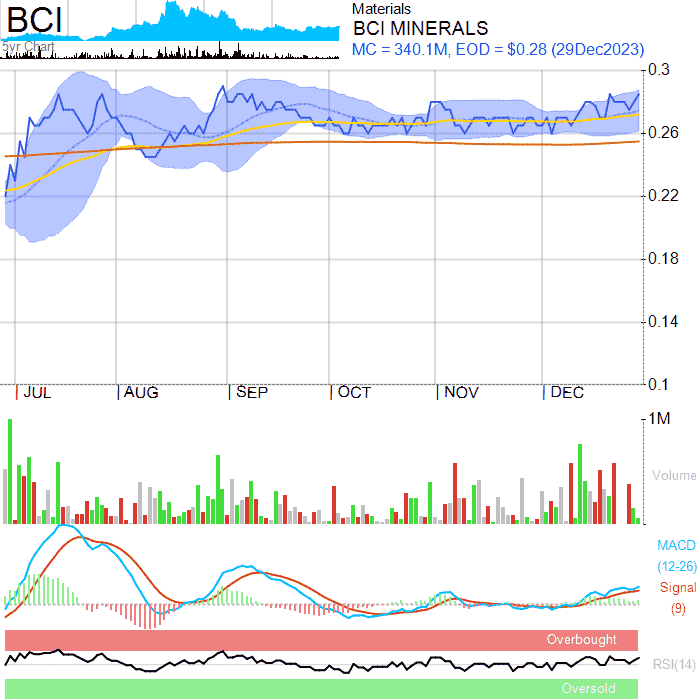 BCI
5yr Chart
Materials
BCI MINERALS
MC = 340.1M, EOD = $0.28 (29Dec2023)
0.3
0.26
0.22
0.18
0.14
0.1
JUL AUG SEP OCT NOV DEC
1M
Volume
MACD
(12-26)
Signal
(9)
Overbought
RSI(14)
Oversold